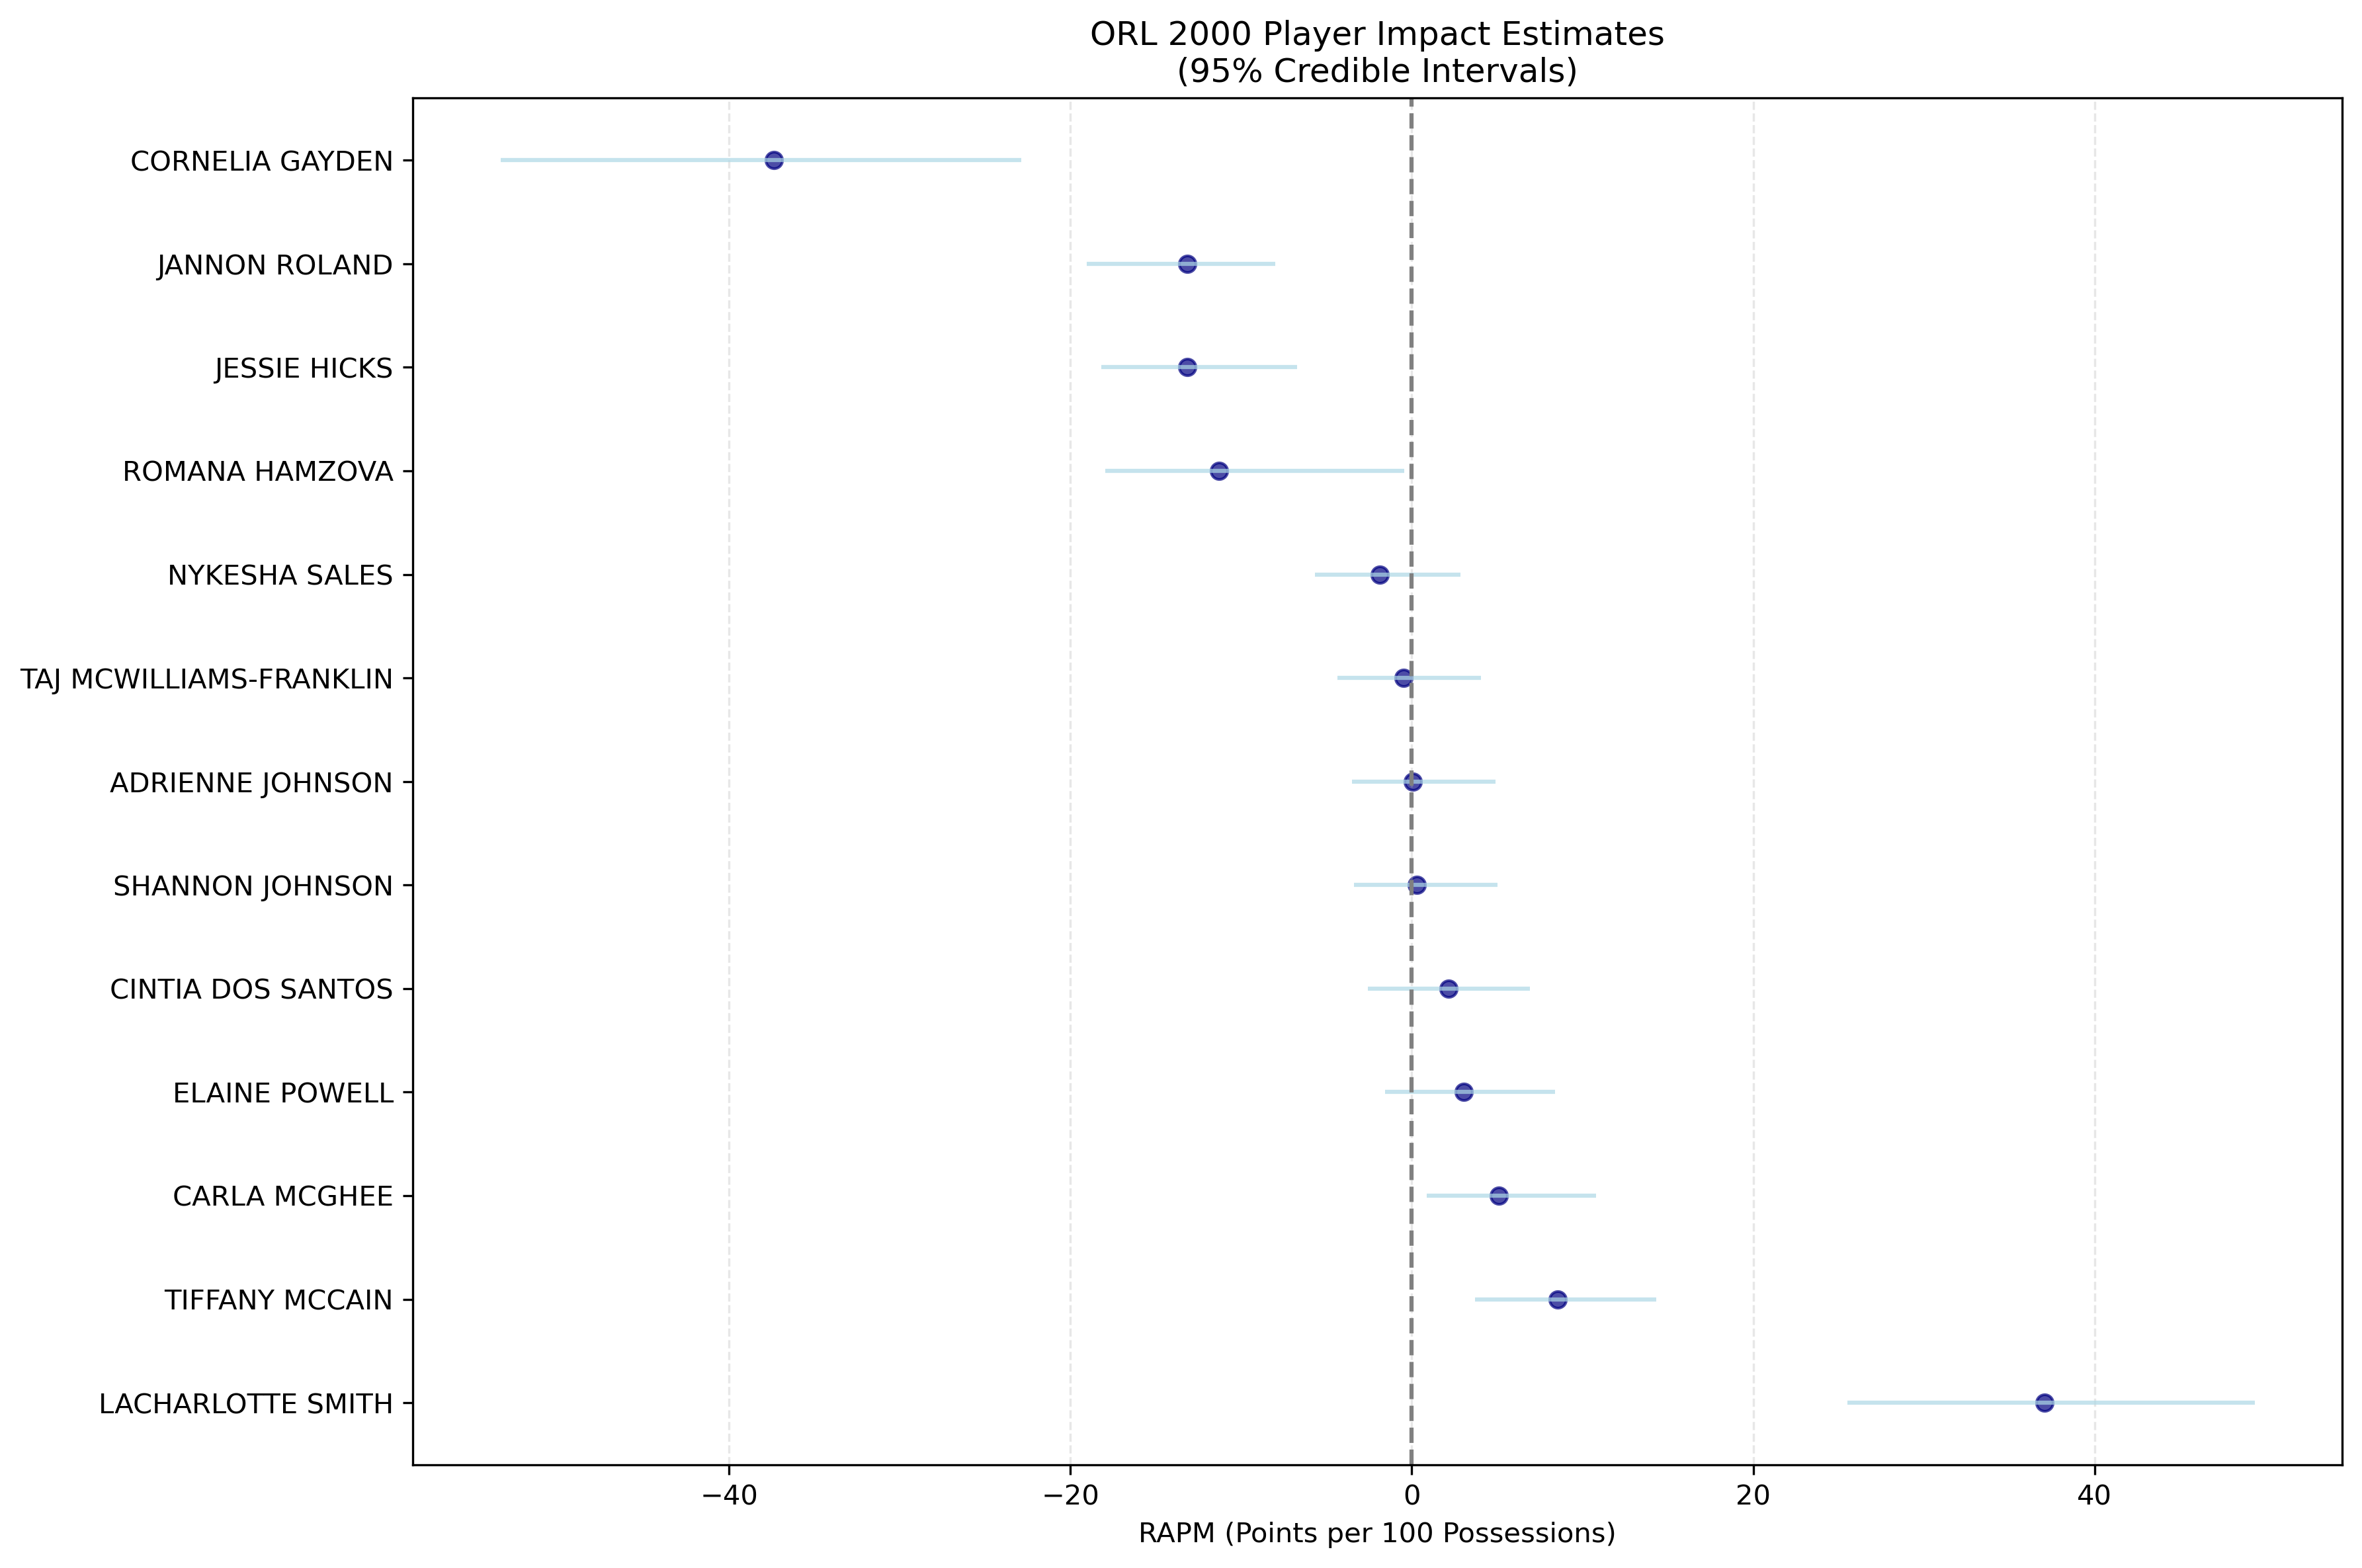 ORL 2000 Player Impact Estimates
(95% Credible Intervals)
CORNELIA GAYDEN
JANNON ROLAND
JESSIE HICKS
ROMANA HAMZOVA
NYKESHA SALES
TAJ MCWILLIAMS-FRANKLIN
ADRIENNE JOHNSON
SHANNON JOHNSON
CINTIA DOS SANTOS
ELAINE POWELL
CARLA MCGHEE
TIFFANY MCCAIN
LACHARLOTTE SMITH
−40 −20 0 20 40
RAPM (Points per 100 Possessions)